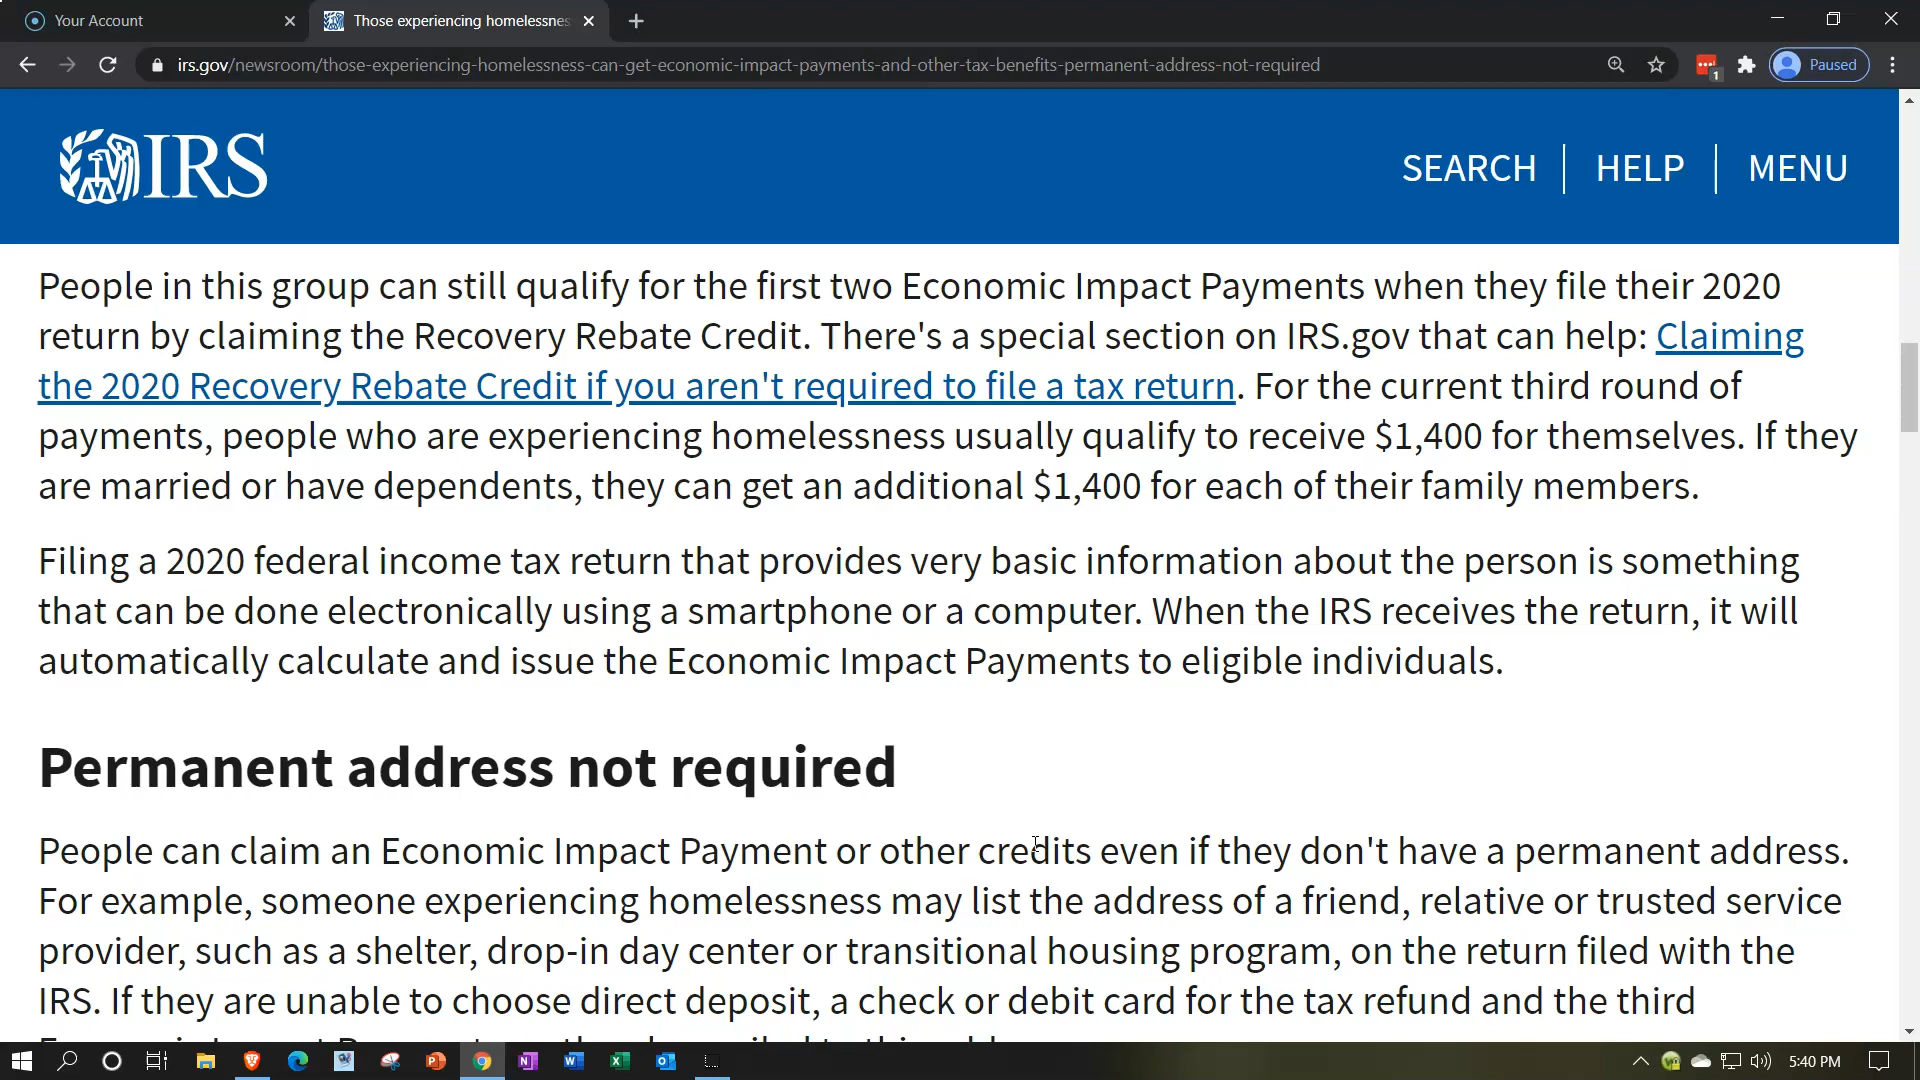 Your Account
Those experiencing homelessnes
irs.gov/newsroom/those-experiencing-homelessness-can-get-economic-impact-payments-and-other-tax-benefits-permanent-address-not-required
1
Paused
IRS
SEARCH
HELP
MENU
People in this group can still qualify for the first two Economic Impact Payments when they file their 2020
return by claiming the Recovery Rebate Credit. There's a special section on IRS.gov that can help: Claiming
the 2020 Recovery Rebate Credit if you aren't required to file a tax return. For the current third round of
payments, people who are experiencing homelessness usually qualify to receive $1,400 for themselves. If they
are married or have dependents, they can get an additional $1,400 for each of their family members.
Filing a 2020 federal income tax return that provides very basic information about the person is something
that can be done electronically using a smartphone or a computer. When the IRS receives the return, it will
automatically calculate and issue the Economic Impact Payments to eligible individuals.
Permanent address not required
People can claim an Economic Impact Payment or other credits even if they don't have a permanent address.
For example, someone experiencing homelessness may list the address of a friend, relative or trusted service
provider, such as a shelter, drop-in day center or transitional housing program, on the return filed with the
IRS. If they are unable to choose direct deposit, a check or debit card for the tax refund and the third
5:40 PM